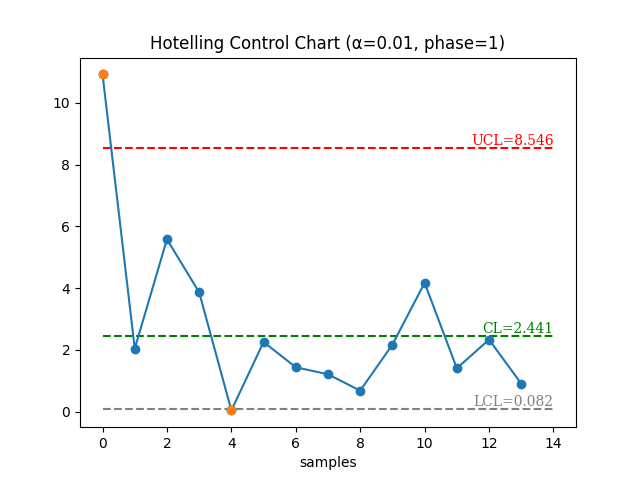 Hotelling Control Chart (α=0.01, phase=1)
10
8
6
4
2
0
UCL=8.546
CL=2.441
LCL=0.082
0 2 4 6 8 10 12 14
samples